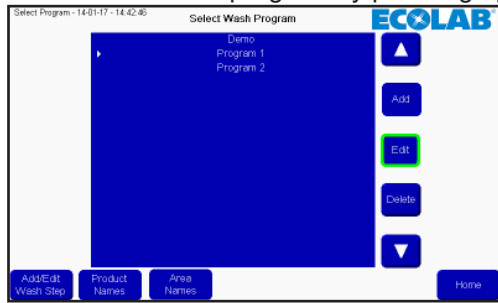 Select Program - 14-01-17 - 14:42:46
Select Wash Program
ECOLAB®
Demo
Program 1
Program 2
Add
Edit
Delete
Add/Edit
Wash Step
Product
Names
Area
Names
Home